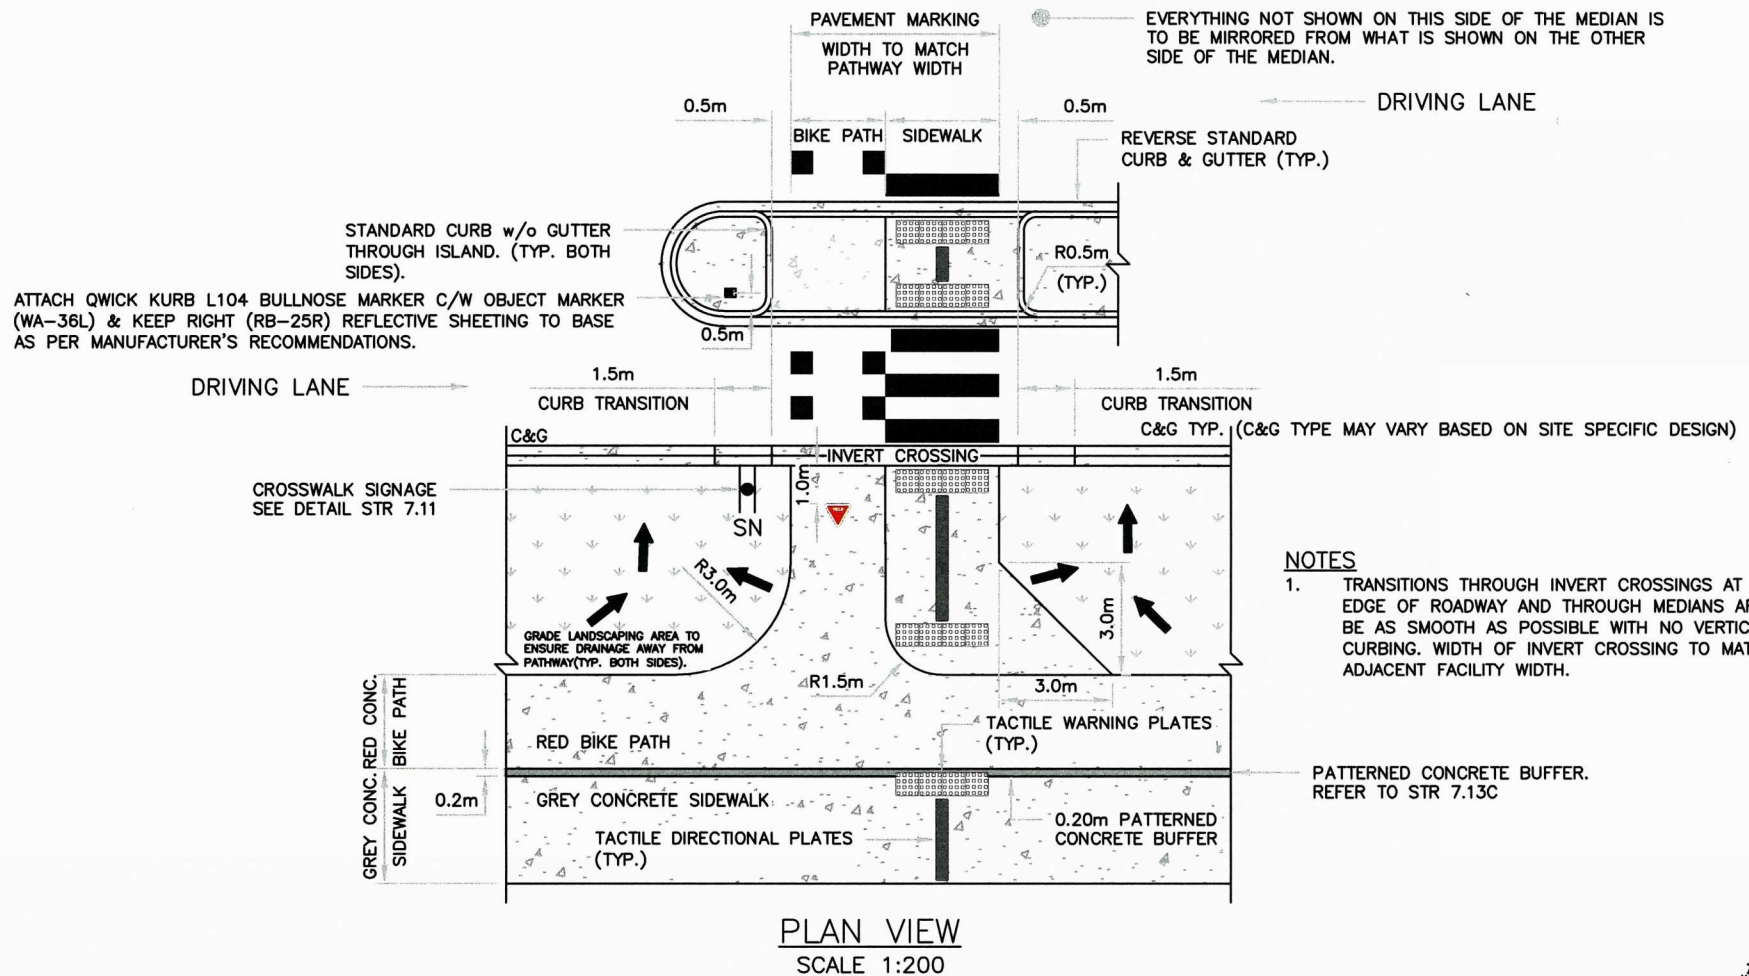 PAVEMENT MARKING
WIDTH TO MATCH
PATHWAY WIDTH
EVERYTHING NOT SHOWN ON THIS SIDE OF THE MEDIAN IS
TO BE MIRRORED FROM WHAT IS SHOWN ON THE OTHER
SIDE OF THE MEDIAN.
DRIVING LANE
0.5m
0.5m
BIKE PATH
SIDEWALK
REVERSE STANDARD
CURB & GUTTER (TYP.)
STANDARD CURB w/o GUTTER
THROUGH ISLAND. (TYP. BOTH
SIDES).
R0.5m
(TYP.)
ATTACH QWICK KURB L104 BULLNOSE MARKER C/W OBJECT MARKER
(WA-36L) & KEEP RIGHT (RB-25R) REFLECTIVE SHEETING TO BASE
AS PER MANUFACTURER'S RECOMMENDATIONS.
0.5m
DRIVING LANE
1.5m
CURB TRANSITION
1.5m
CURB TRANSITION
C&G
C&G TYP. (C&G TYPE MAY VARY BASED ON SITE SPECIFIC DESIGN)
INVERT CROSSING
1.0m
CROSSWALK SIGNAGE
SEE DETAIL STR 7.11
SN
YIELD
R3.0m
3.0m
GRADE LANDSCAPING AREA TO
ENSURE DRAINAGE AWAY FROM
PATHWAY(TYP. BOTH SIDES).
R1.5m
3.0m
NOTES
1. TRANSITIONS THROUGH INVERT CROSSINGS AT
EDGE OF ROADWAY AND THROUGH MEDIANS
BE AS SMOOTH AS POSSIBLE WITH NO
CURBING. WIDTH OF INVERT CROSSING TO
ADJACENT FACILITY WIDTH.
RED CONC.
BIKE PATH
RED BIKE PATH
TACTILE WARNING PLATES
(TYP.)
GREY CONC.
SIDEWALK
0.2m
GREY CONCRETE SIDEWALK
TACTILE DIRECTIONAL PLATES
(TYP.)
0.20m PATTERNED
CONCRETE BUFFER
PATTERNED CONCRETE BUFFER.
REFER TO STR 7.13C
PLAN VIEW
SCALE 1:200